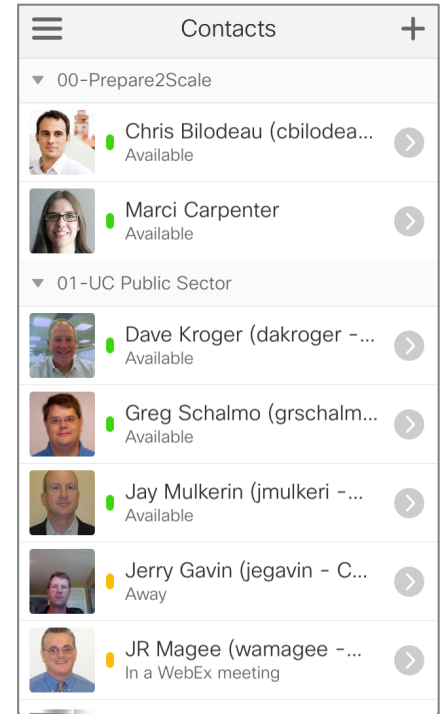 Contacts
00-Prepare2Scale
Chris Bilodeau (cbilodea...
Available
Marci Carpenter
Available
01-UC Public Sector
Dave Kroger (dakroger -...
Available
Greg Schalmo (grschalm...
Available
Jay Mulkerin (jmulkeri -...
Available
Jerry Gavin (jegavin - C...
Away
JR Magee (wamagee -...
In a WebEx meeting